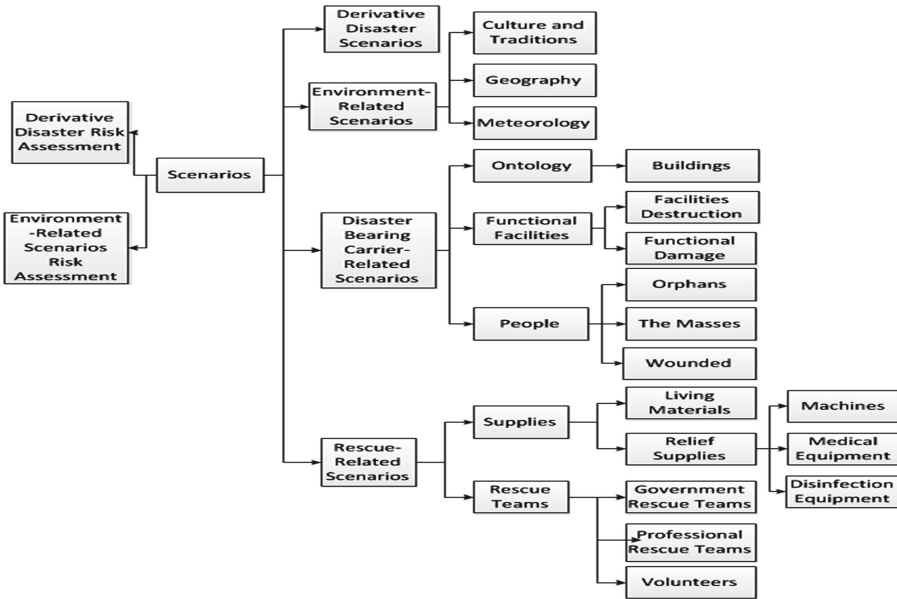 Derivative
Disaster Risk
Assessment
Environment
-Related
Scenarios
Risk
Assessment
Scenarios
Derivative
Disaster
Scenarios
Environment-
Related
Scenarios
Culture and
Traditions
Geography
Meteorology
Disaster
Bearing
Carrier-
Related
Scenarios
Ontology
Buildings
Functional
Facilities
Facilities
Destruction
Functional
Damage
People
Orphans
The Masses
Wounded
Rescue-
Related
Scenarios
Supplies
Living
Materials
Relief
Supplies
Machines
Medical
Equipment
Disinfection
Equipment
Rescue
Teams
Government
Rescue Teams
Professional
Rescue Teams
Volunteers